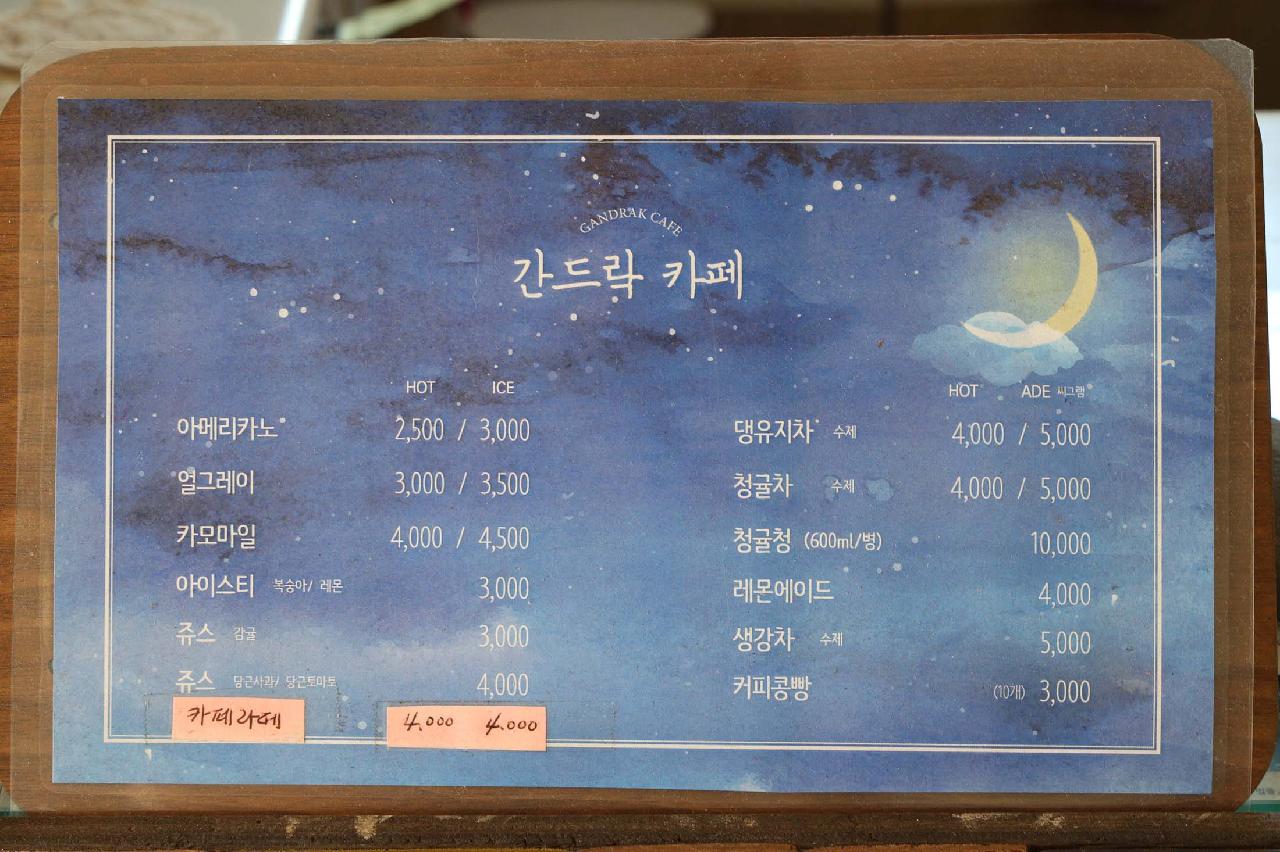 GANDRAK CAFE
간드락 카페
HOT ICE
아메리카노 2,500 / 3,000
얼그레이 3,000 / 3,500
카모마일 4,000 / 4,500
아이스티 복숭아/ 레몬 3,000
쥬스 감귤 3,000
쥬스 당근사과/ 당근토마토 4,000
카페라떼 4.000 4.000
HOT ADE 씨그램
댕유지차 수제 4,000 / 5,000
청귤차 수제 4,000 / 5,000
청귤청 (600ml/병) 10,000
레몬에이드 4,000
생강차 수제 5,000
커피콩빵 (10개) 3,000